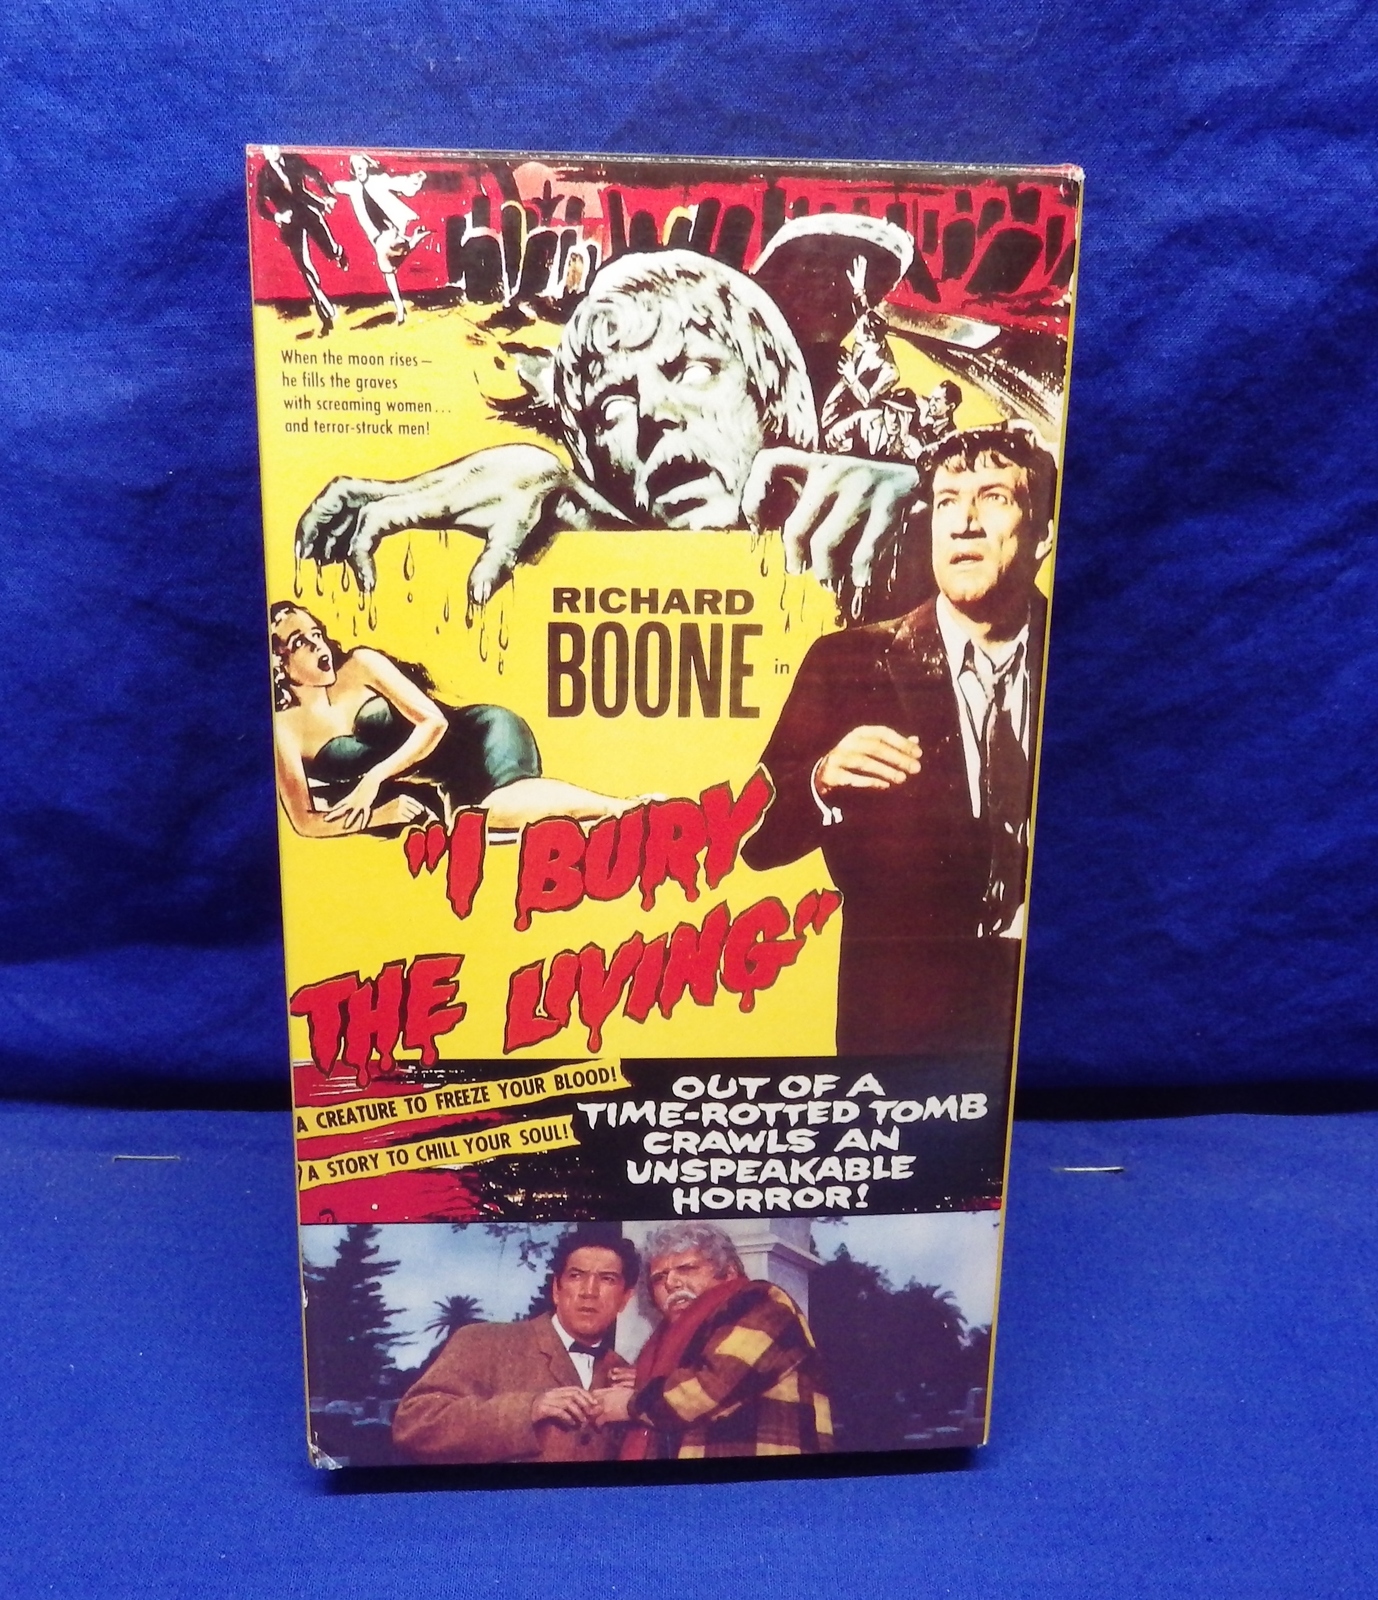 When the moon rises—
he fills the graves
with screaming women...
and terror-struck men!
RICHARD
BOONE in
"I BURY
THE LIVING"
A CREATURE TO FREEZE YOUR BLOOD!
A STORY TO CHILL YOUR SOUL!
OUT OF A
TIME-ROTTED TOMB
CRAWLS AN
UNSPEAKABLE
HORROR!